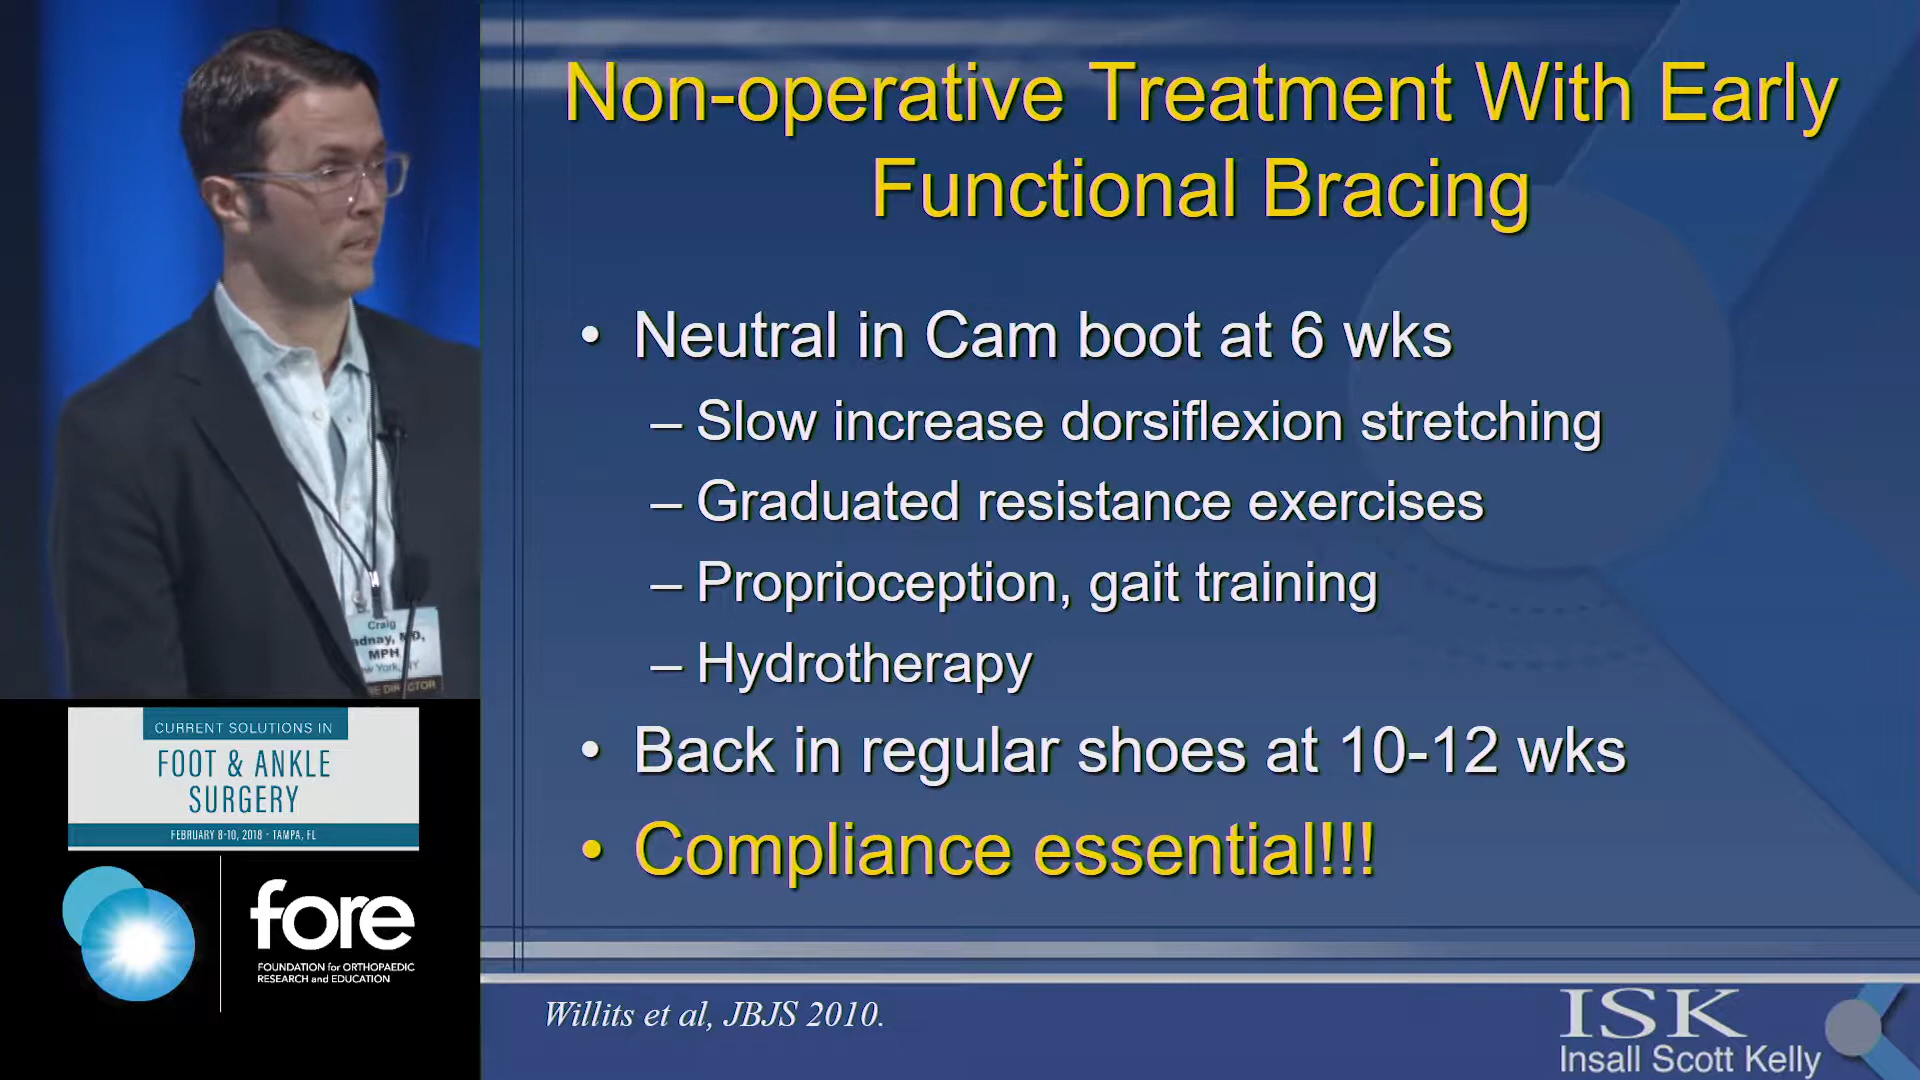 Non-operative Treatment With Early
Functional Bracing
• Neutral in Cam boot at 6 wks
– Slow increase dorsiflexion stretching
– Graduated resistance exercises
– Proprioception, gait training
– Hydrotherapy
• Back in regular shoes at 10-12 wks
• Compliance essential!!!
Willits et al, JBJS 2010.
ISK
Insall Scott Kelly
Craig
MD,
MPH
NY
CURRENT SOLUTIONS IN
FOOT & ANKLE
SURGERY
FEBRUARY 8-10, 2018 - TAMPA, FL
fore
FOUNDATION for ORTHOPAEDIC
RESEARCH and EDUCATION